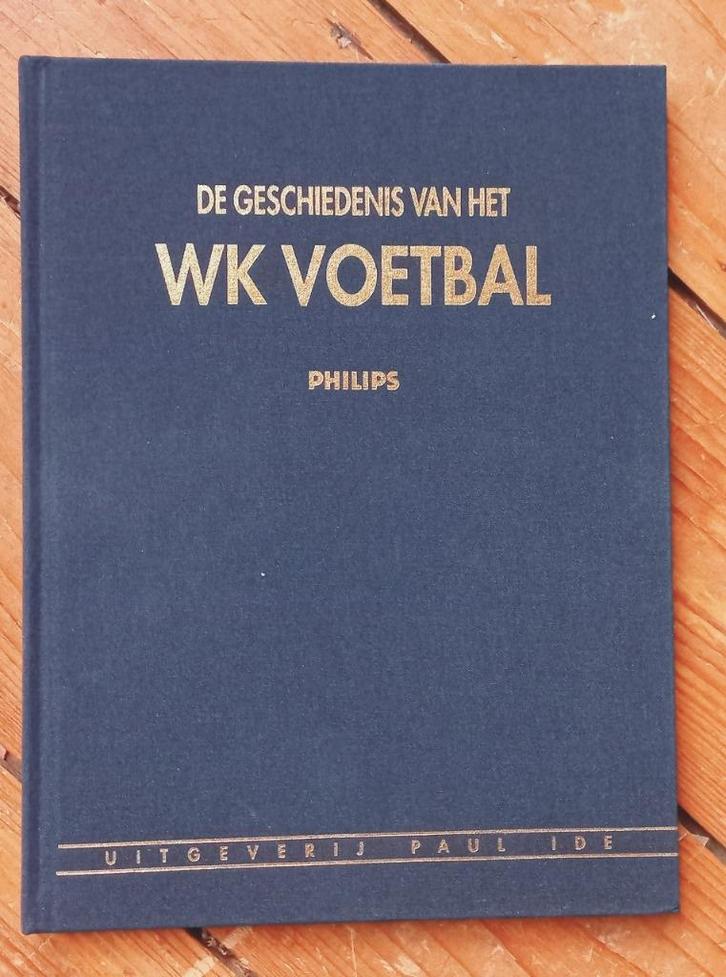 DE GESCHIEDENIS VAN HET
WK VOETBAL
PHILIPS
UITGEVERIJ PAUL IDE